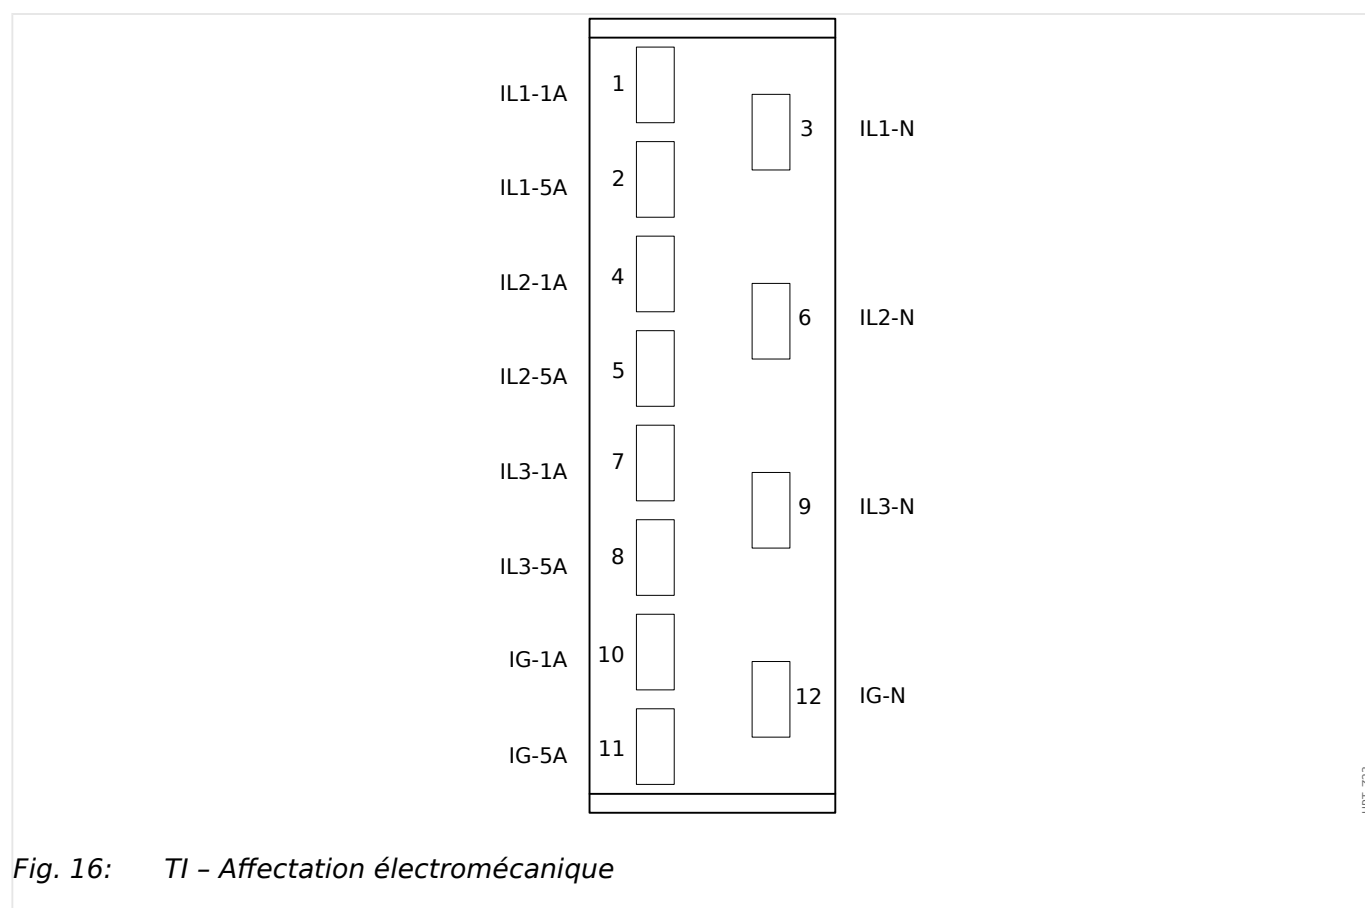 IL1-1A 1
3 IL1-N
IL1-5A 2
IL2-1A 4
6 IL2-N
IL2-5A 5
IL3-1A 7
9 IL3-N
IL3-5A 8
IG-1A 10
12 IG-N
IG-5A 11
Fig. 16: TI – Affectation électromécanique